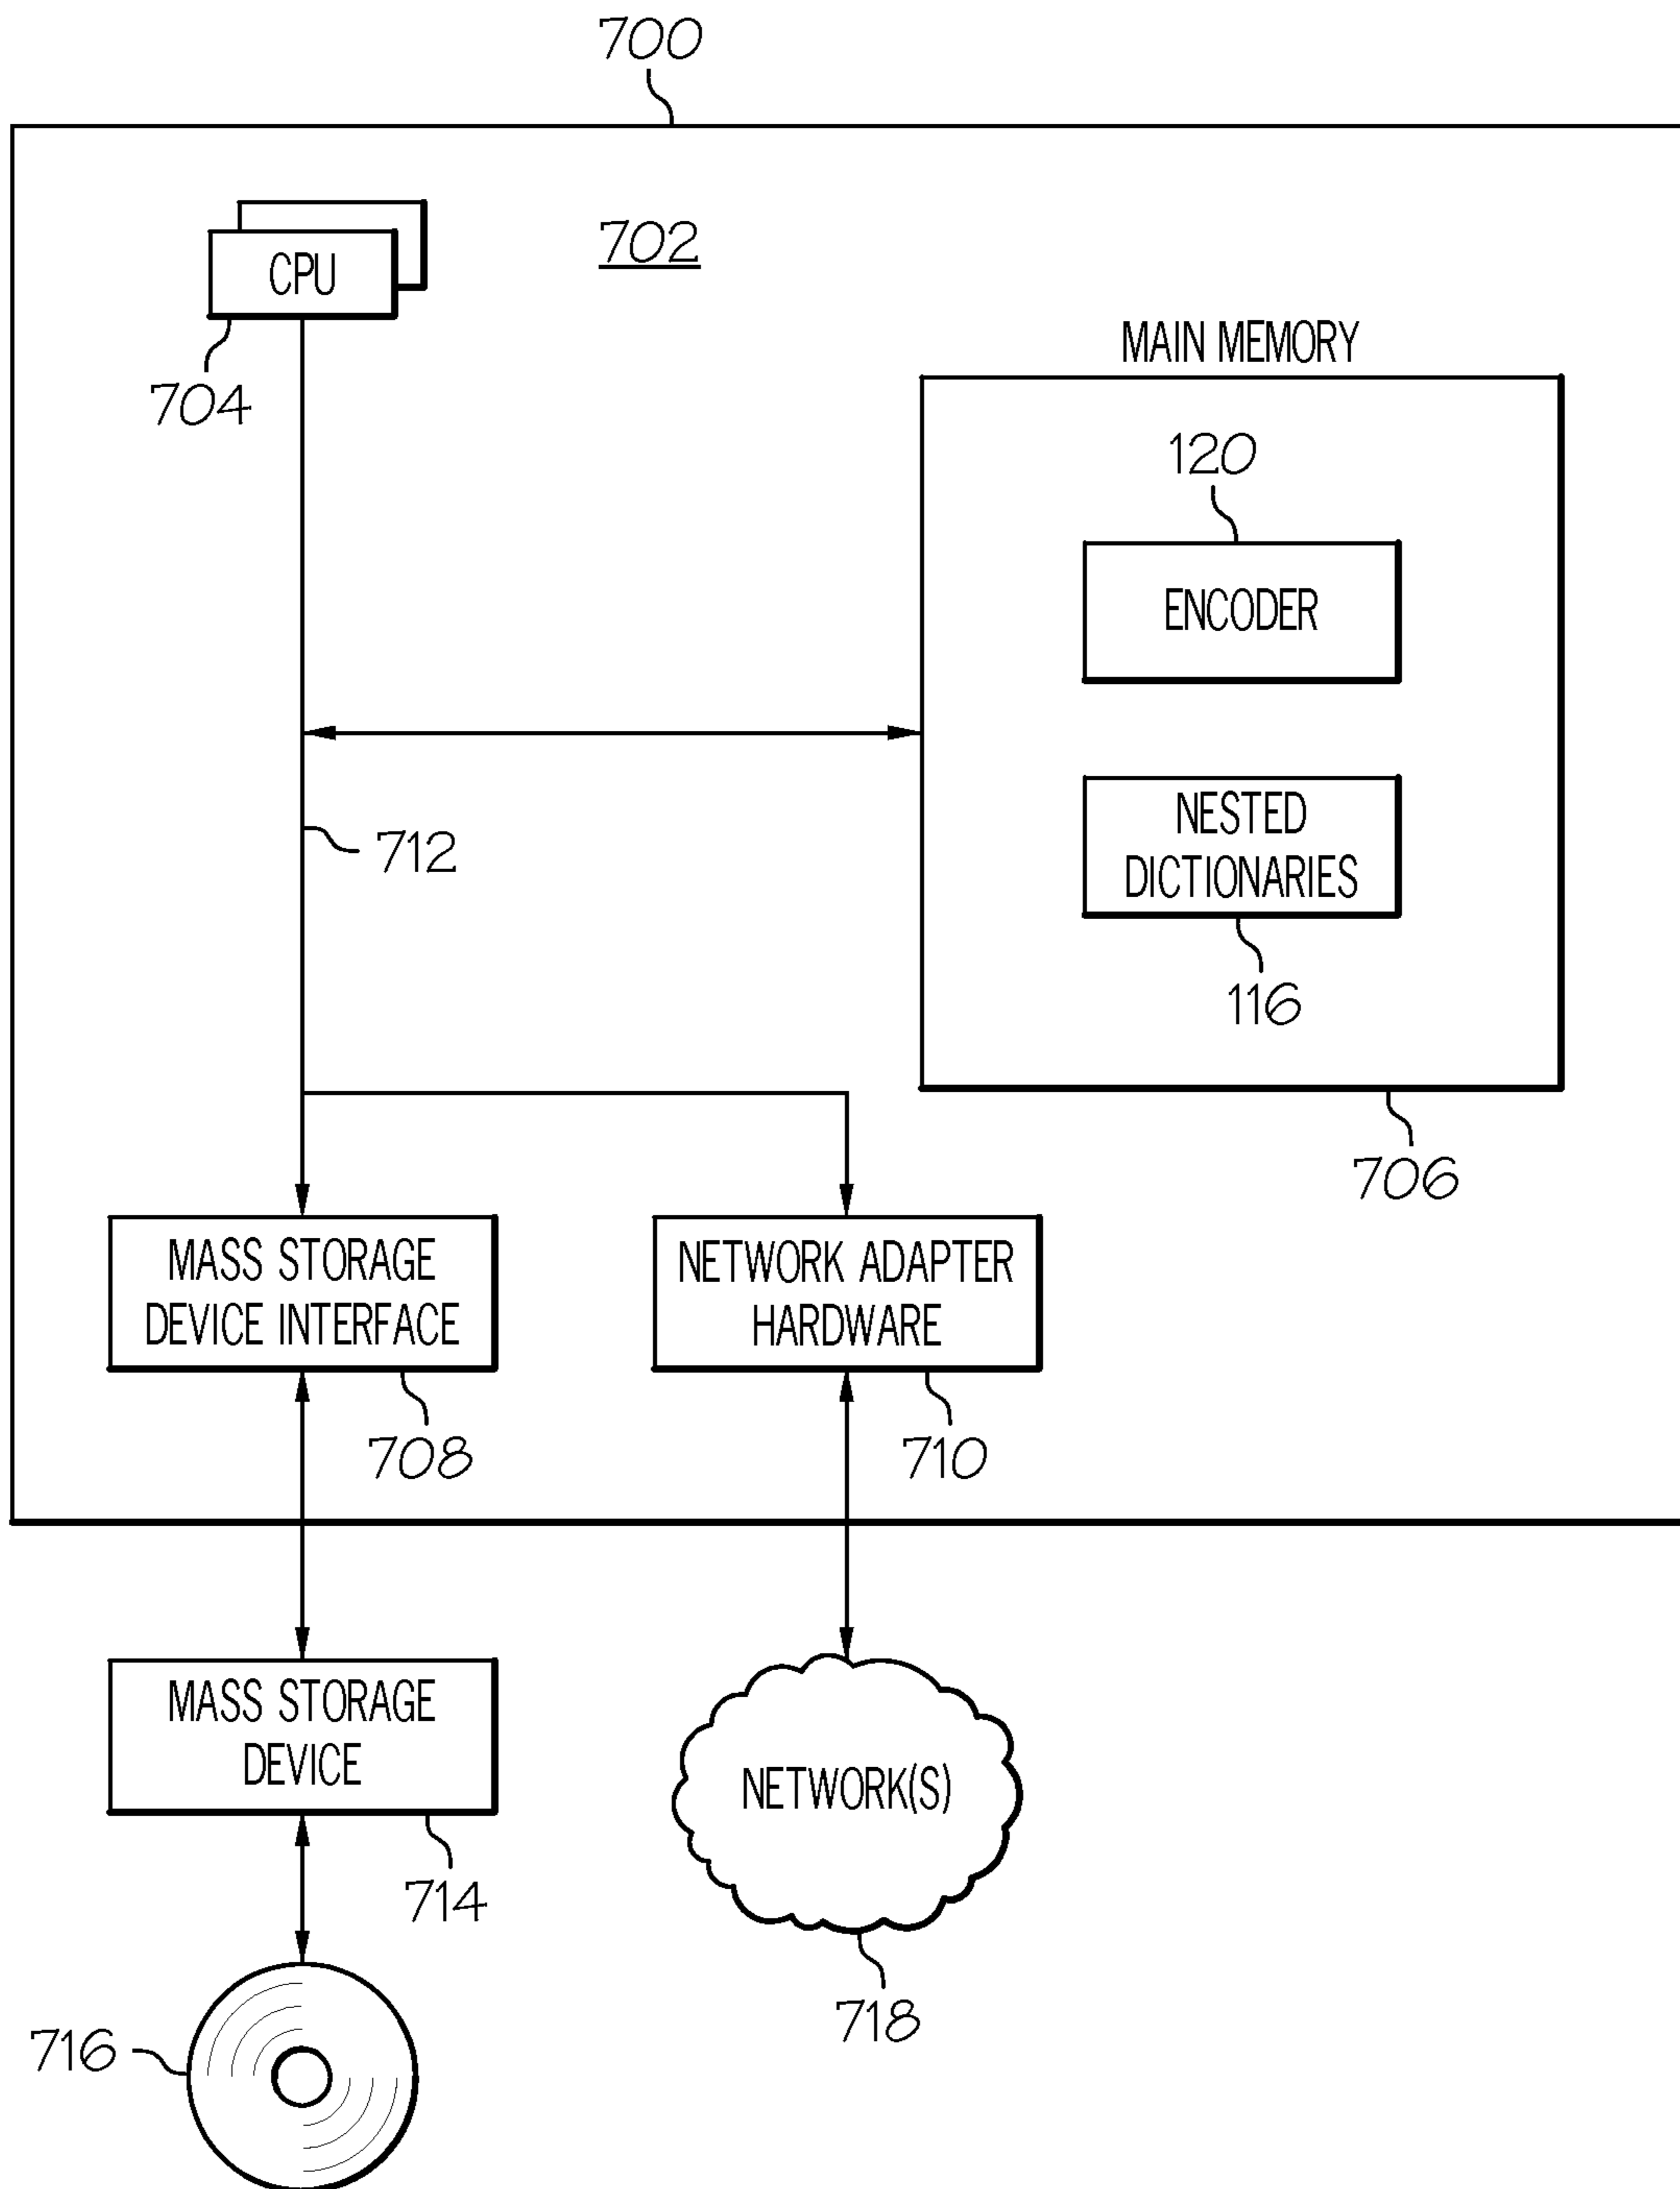 700
CPU
702
704
MAIN MEMORY
120
ENCODER
712
NESTED
DICTIONARIES
116
706
MASS STORAGE
DEVICE INTERFACE
NETWORK ADAPTER
HARDWARE
708
710
MASS STORAGE
DEVICE
NETWORK(S)
714
718
716